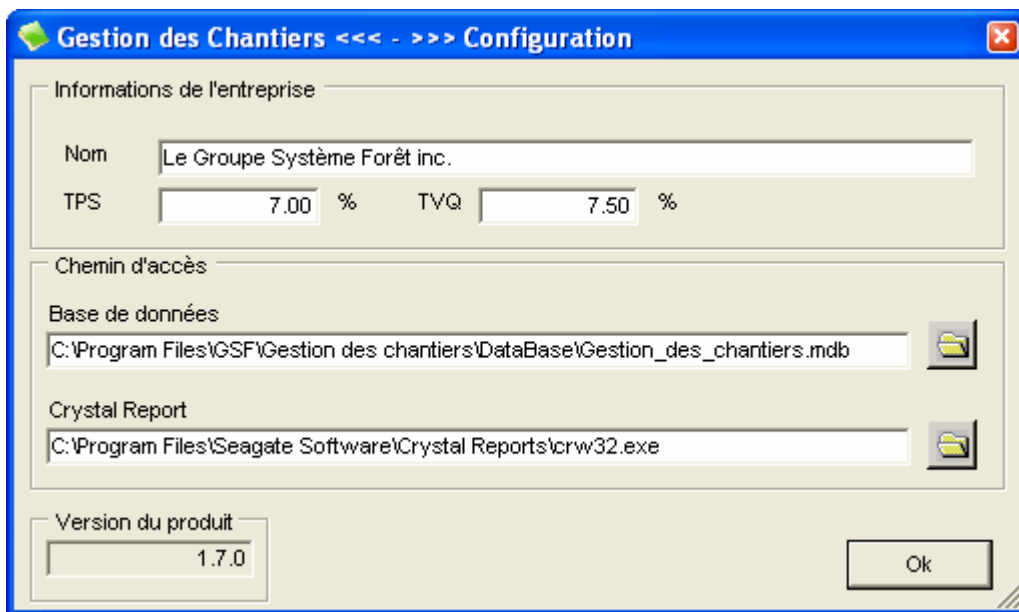 Gestion des Chantiers <<< - >>> Configuration
Informations de l'entreprise
Nom Le Groupe Système Forêt inc.
TPS 7.00 % TVQ 7.50 %
Chemin d'accès
Base de données
C:\Program Files\GSF\Gestion des chantiers\DataBase\Gestion_des_chantiers.mdb
Crystal Report
C:\Program Files\Seagate Software\Crystal Reports\crw32.exe
Version du produit
1.7.0
Ok